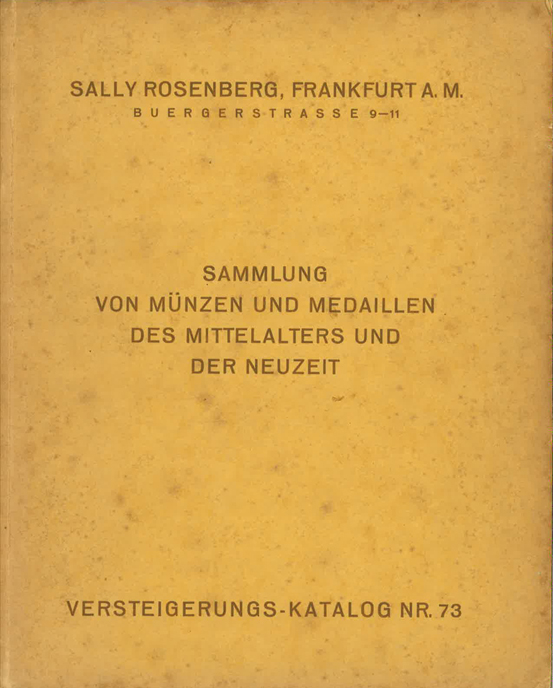 SALLY ROSENBERG, FRANKFURT A. M.
BUERGERSTRASSE 9–11
SAMMLUNG
VON MÜNZEN UND MEDAILLEN
DES MITTELALTERS UND
DER NEUZEIT
VERSTEIGERUNGS-KATALOG NR. 73